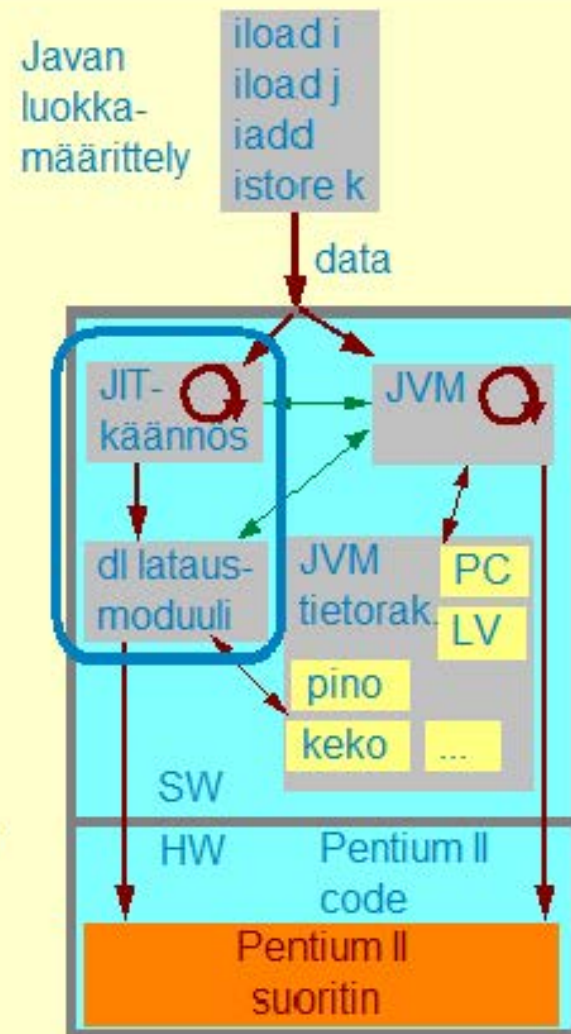 Javan
luokka-
määrittely
iload i
iload j
iadd
istore k
data
JIT-
käännös
JVM
dl lataus-
moduuli
JVM
tietorak.
PC
LV
pino
keko
...
SW
HW
Pentium II
code
Pentium II
suoritin